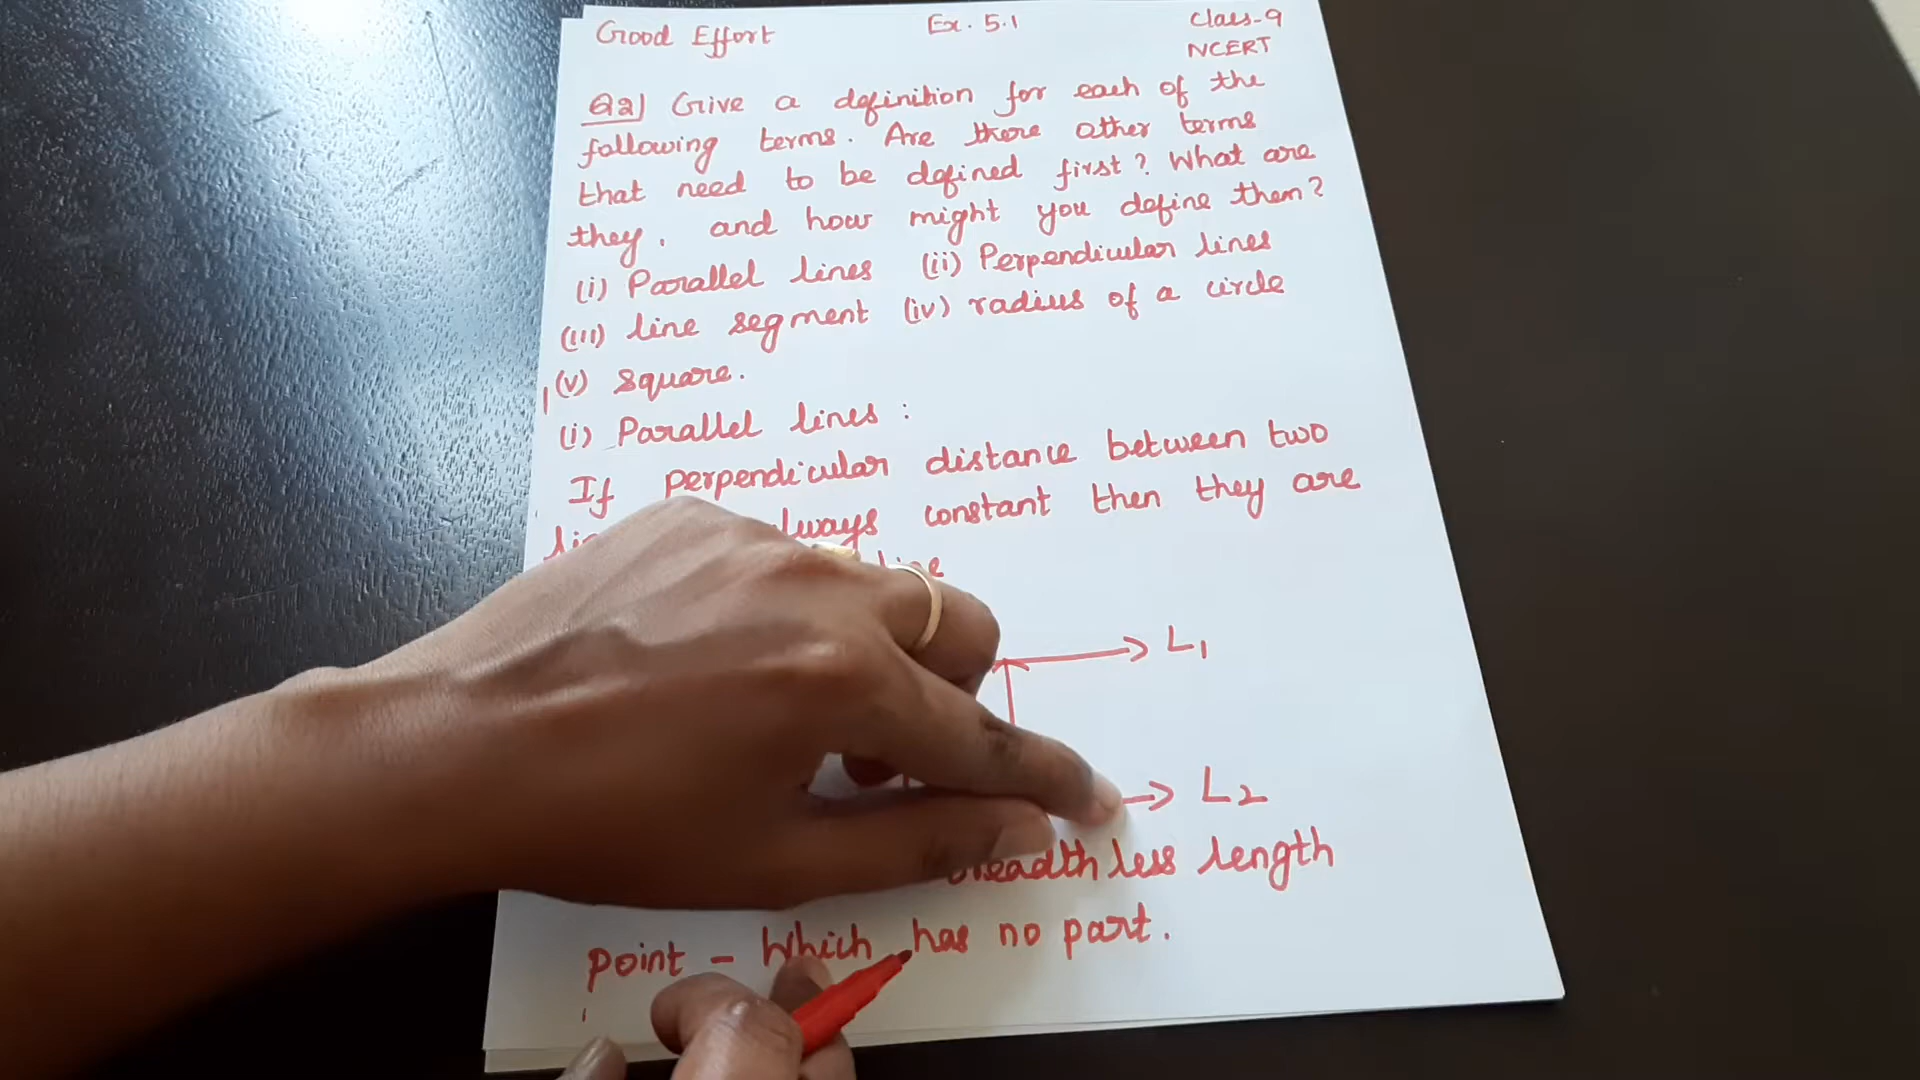 Good Effort Ex. 5.1 Class-9
NCERT
Q2) Give a definition for each of the
following terms. Are there other terms
that need to be defined first? What are
they, and how might you define them?
(i) Parallel lines (ii) Perpendicular lines
(iii) line segment (iv) radius of a circle
(v) square.
(i) Parallel lines :
If perpendicular distance between two
always constant then they are
line
L1
L2
breadthless length
point - Which has no part.